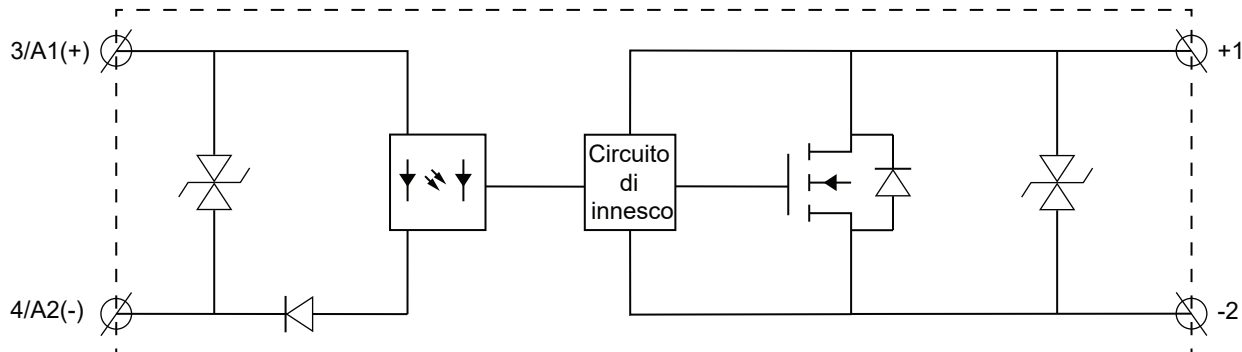 3/A1(+)
+1
Circuito
di
innesco
4/A2(-)
-2